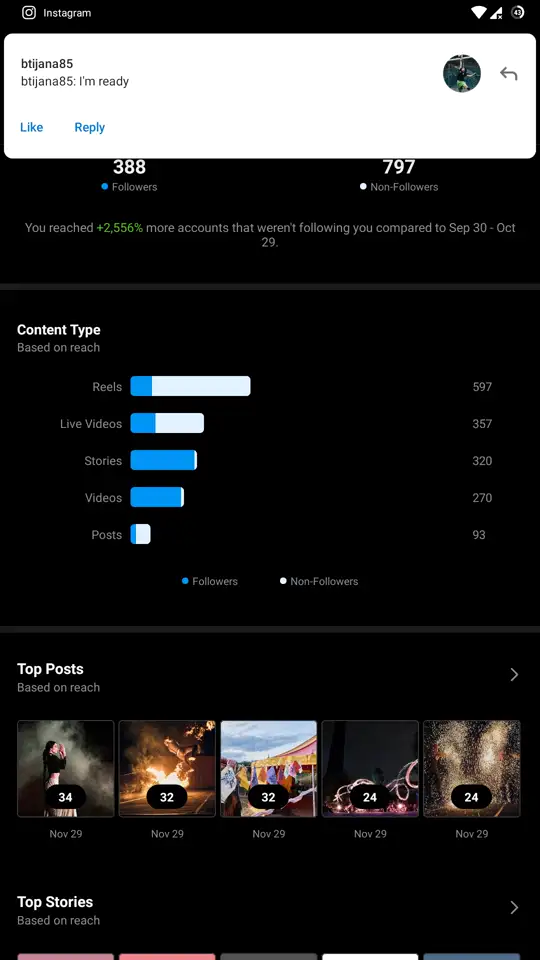 Instagram
43
btijana85
btijana85: I'm ready
Like
Reply
388
797
Followers
Non-Followers
You reached +2,556% more accounts that weren't following you compared to Sep 30 - Oct
29.
Content Type
Based on reach
Reels
597
Live Videos
357
Stories
320
Videos
270
Posts
93
Followers
Non-Followers
Top Posts
Based on reach
34
32
32
24
24
Nov 29
Nov 29
Nov 29
Nov 29
Nov 29
Top Stories
Based on reach